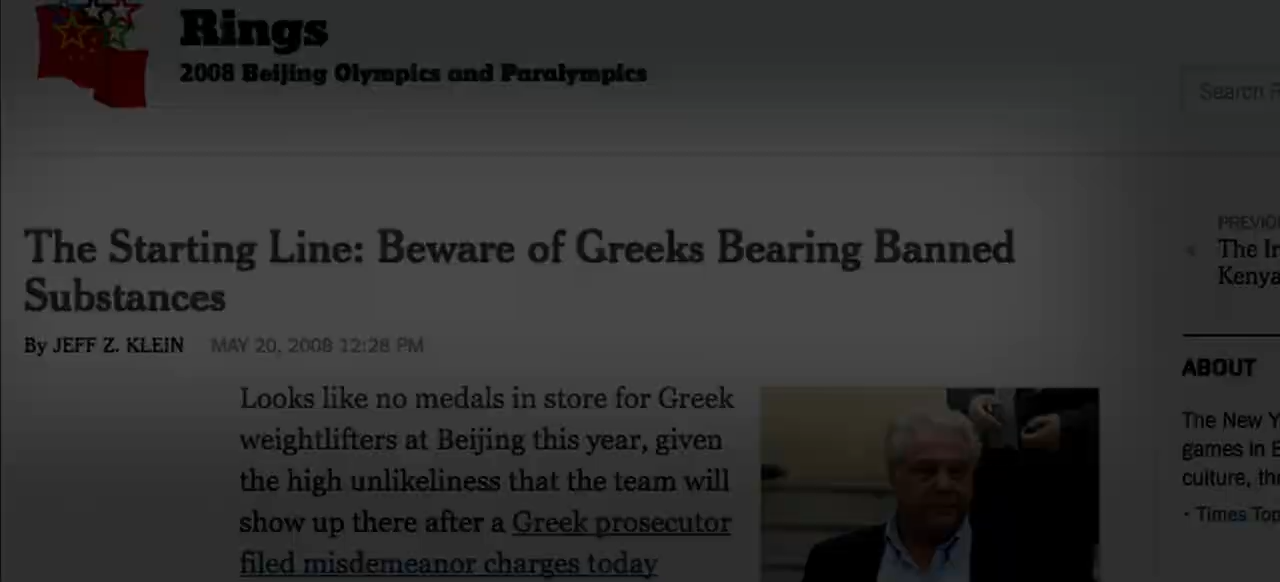 Rings
2008 Beijing Olympics and Paralympics
Search
The Starting Line: Beware of Greeks Bearing Banned
Substances
By JEFF Z. KLEIN MAY 20, 2008 12:28 PM
Looks like no medals in store for Greek
weightlifters at Beijing this year, given
the high unlikeliness that the team will
show up there after a Greek prosecutor
filed misdemeanor charges today
The
Kenya
ABOUT
The New Y
games in
culture, the
· Times Top